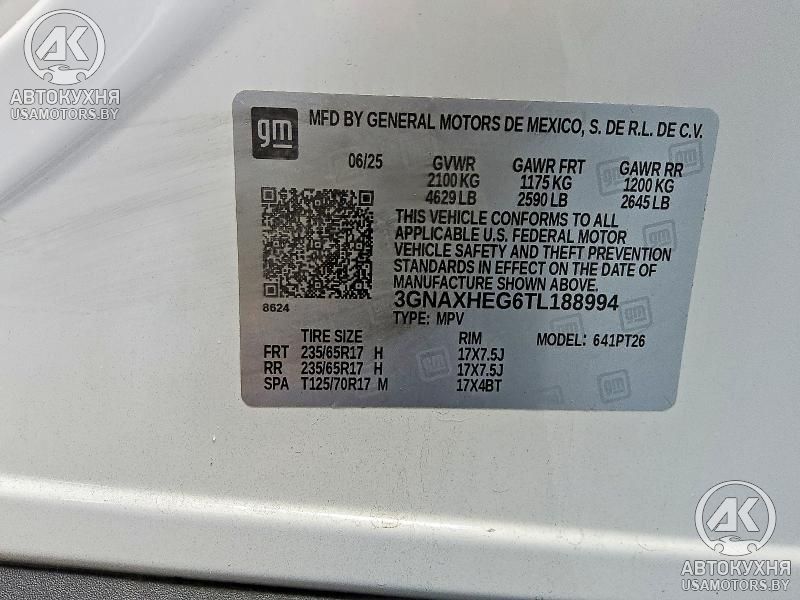 АК
АВТОКУХНЯ
USAMOTORS.BY
gm MFD BY GENERAL MOTORS DE MEXICO, S. DE R.L. DE C.V.
06/25 GVWR GAWR FRT GAWR RR
2100 KG 1175 KG 1200 KG
4629 LB 2590 LB 2645 LB
THIS VEHICLE CONFORMS TO ALL
APPLICABLE U.S. FEDERAL MOTOR
VEHICLE SAFETY AND THEFT PREVENTION
STANDARDS IN EFFECT ON THE DATE OF
MANUFACTURE SHOWN ABOVE.
8624 3GNAXHEG6TL188994
TYPE: MPV
TIRE SIZE RIM MODEL: 641PT26
FRT 235/65R17 H 17X7.5J
RR 235/65R17 H 17X7.5J
SPA T125/70R17 M 17X4BT
АК
АВТОКУХНЯ
USAMOTORS.BY